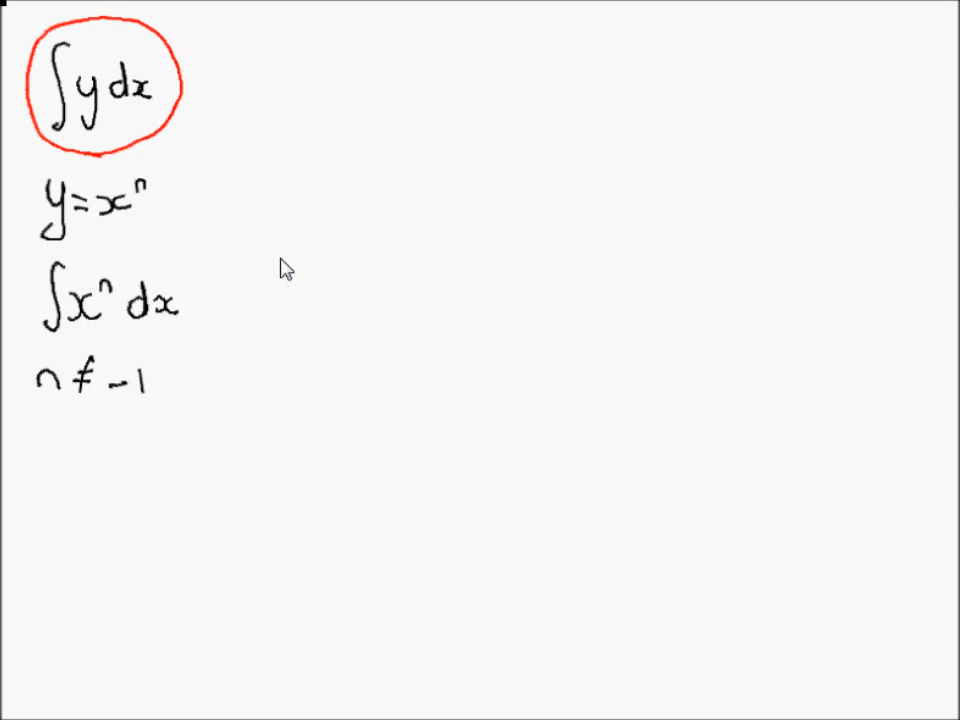 ∫y dx
y=xⁿ
∫xⁿ dx
n ≠ -1